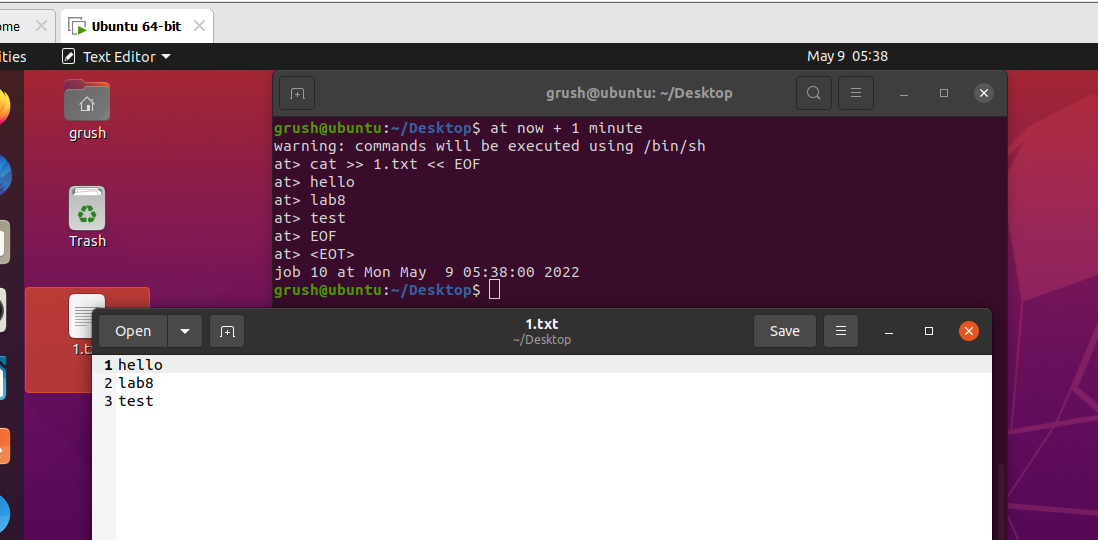 ome
Ubuntu 64-bit
ities
Text Editor
May 9 05:38
grush
Trash
1.t
grush@ubuntu: ~/Desktop
grush@ubuntu:~/Desktop$ at now + 1 minute
warning: commands will be executed using /bin/sh
at> cat >> 1.txt << EOF
at> hello
at> lab8
at> test
at> EOF
at> <EOT>
job 10 at Mon May  9 05:38:00 2022
grush@ubuntu:~/Desktop$
Open
1.txt
~/Desktop
Save
1 hello
2 lab8
3 test